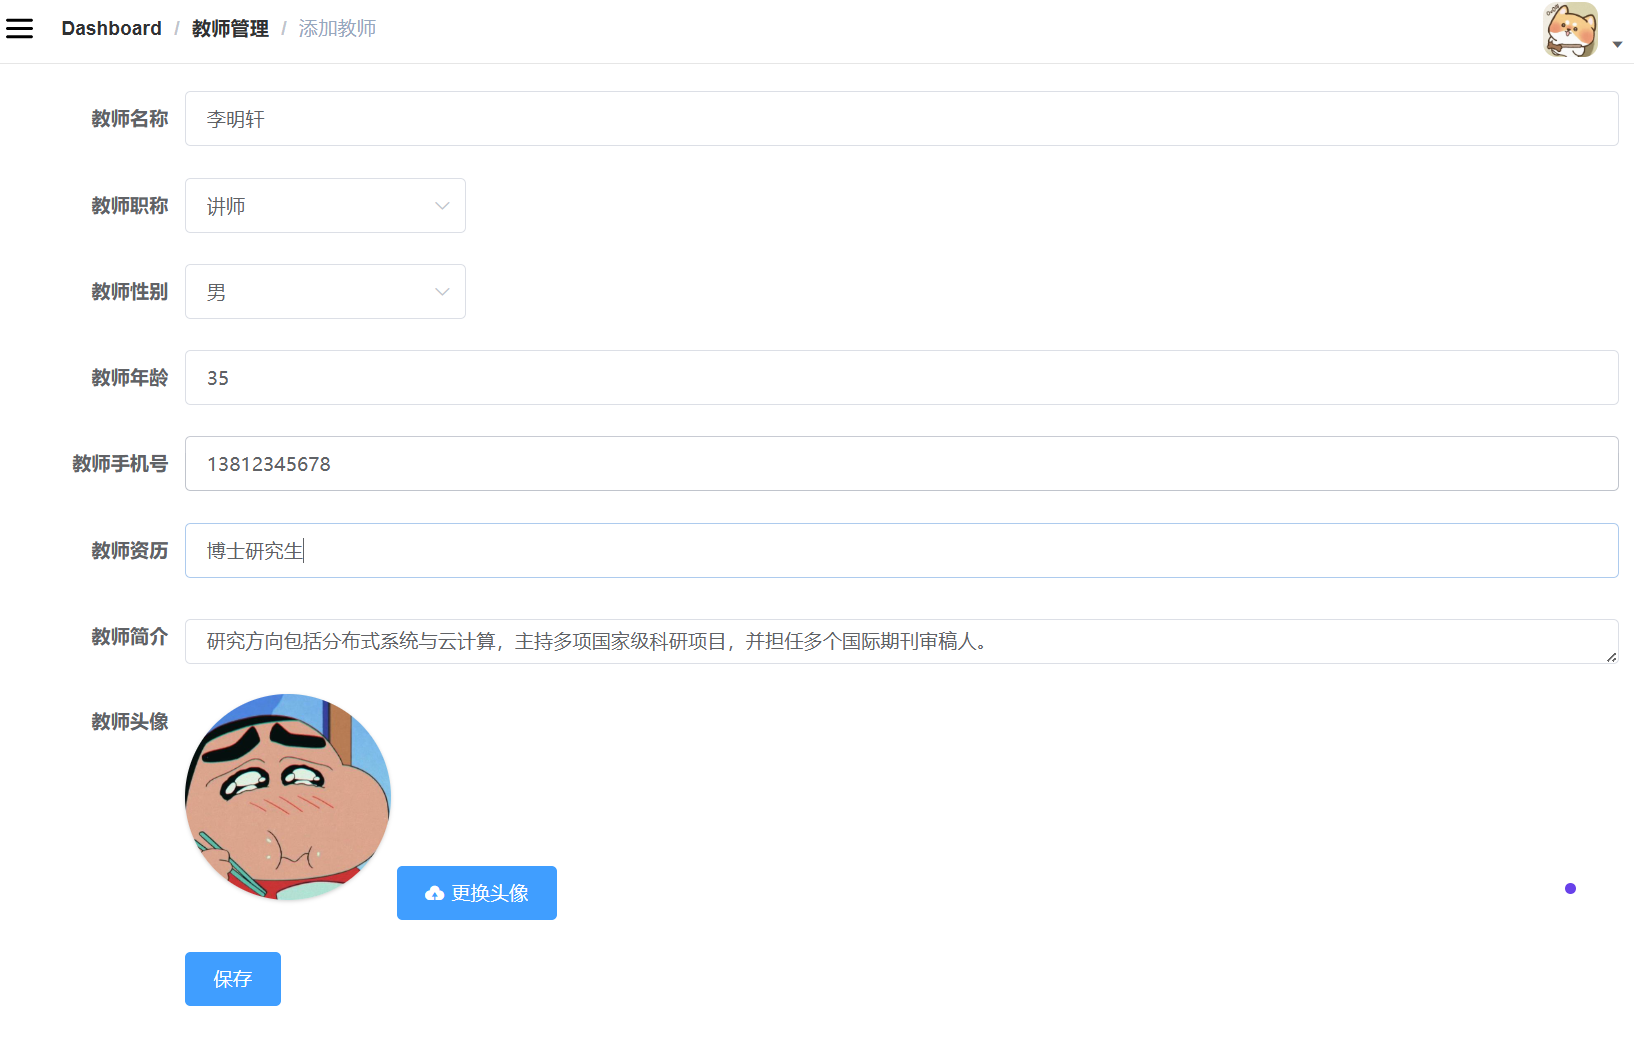 Dashboard / 教师管理 / 添加教师
教师名称 李明轩
教师职称 讲师
教师性别 男
教师年龄 35
教师手机号 13812345678
教师资历 博士研究生
教师简介 研究方向包括分布式系统与云计算，主持多项国家级科研项目，并担任多个国际期刊审稿人。
教师头像
更换头像
保存